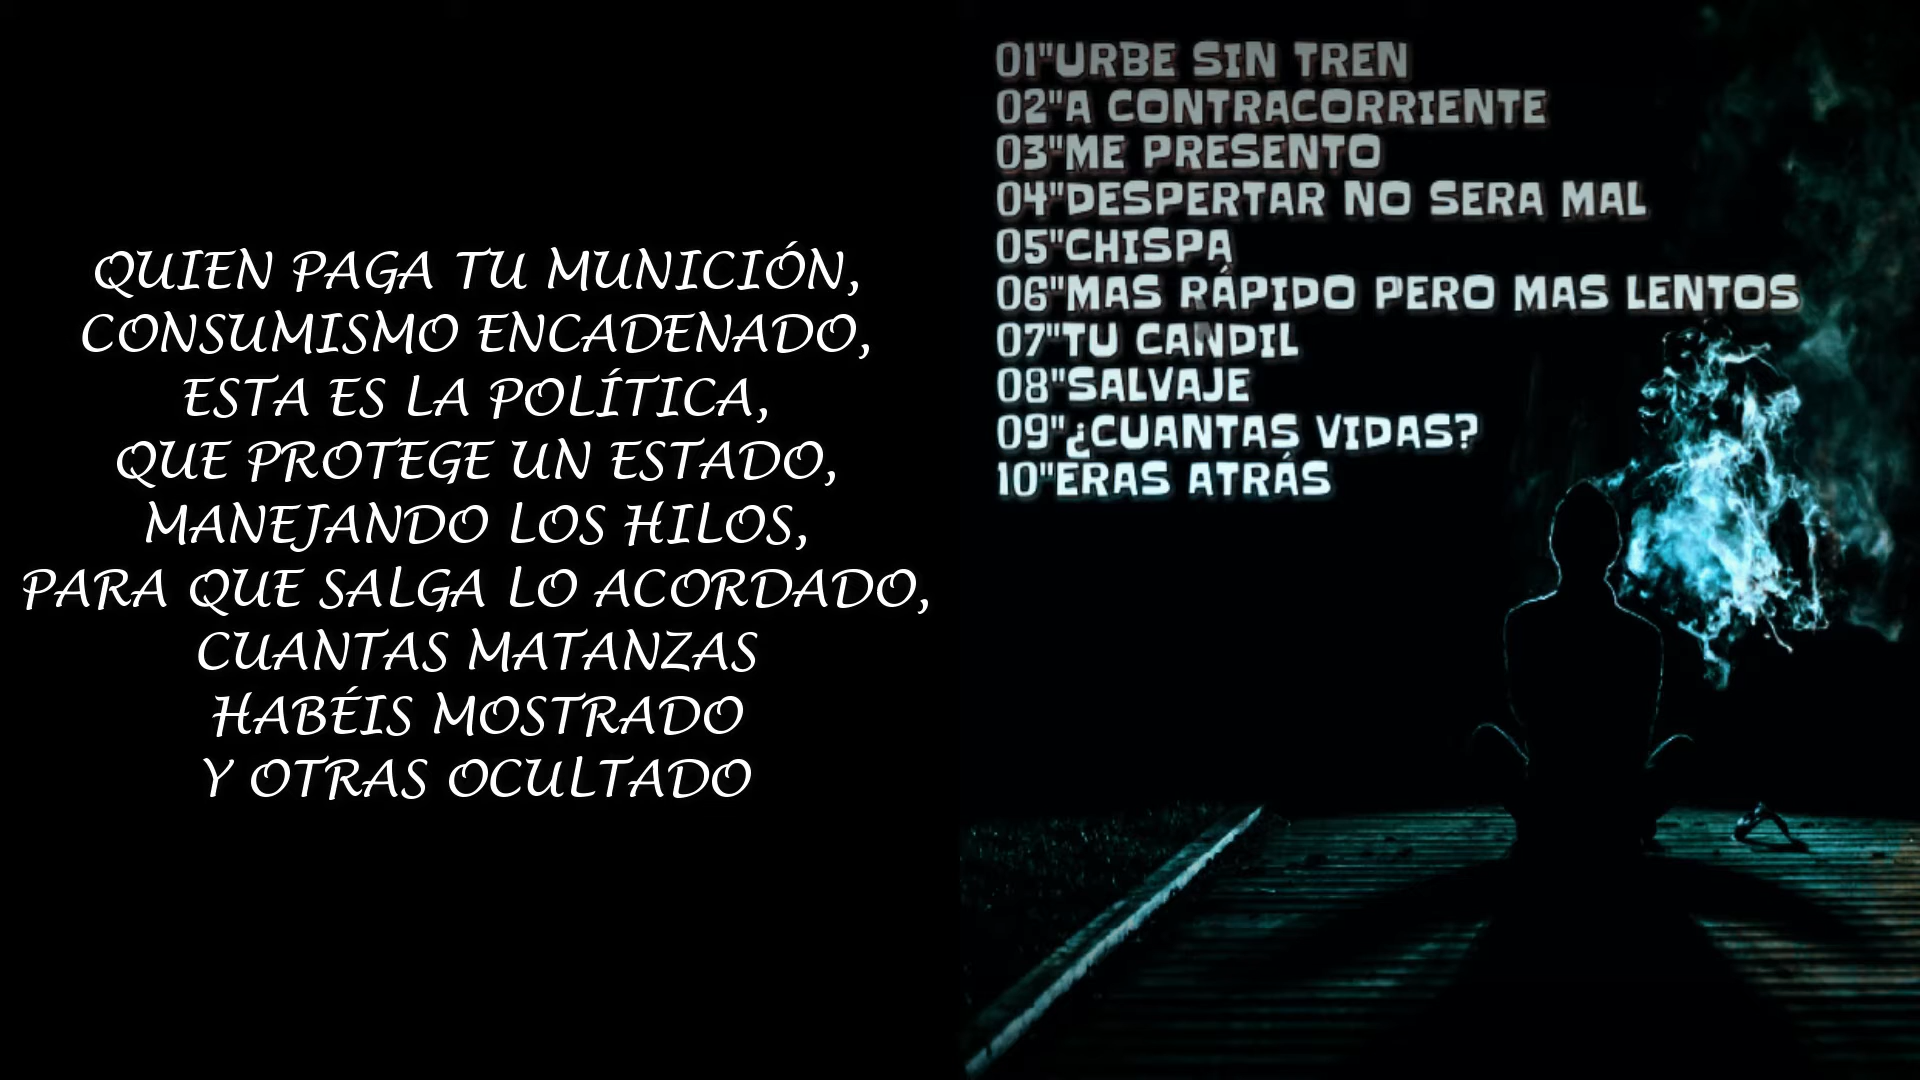 QUIEN PAGA TU MUNICIÓN,
CONSUMISMO ENCADENADO,
ESTA ES LA POLÍTICA,
QUE PROTEGE UN ESTADO,
MANEJANDO LOS HILOS,
PARA QUE SALGA LO ACORDADO,
CUANTAS MATANZAS
HABÉIS MOSTRADO
Y OTRAS OCULTADO
01"URBE SIN TREN
02"A CONTRACORRIENTE
03"ME PRESENTO
04"DESPERTAR NO SERA MAL
05"CHISPA
06"MAS RÁPIDO PERO MAS LENTOS
07"TU CANDIL
08"SALVAJE
09"¿CUANTAS VIDAS?
10"ERAS ATRÁS